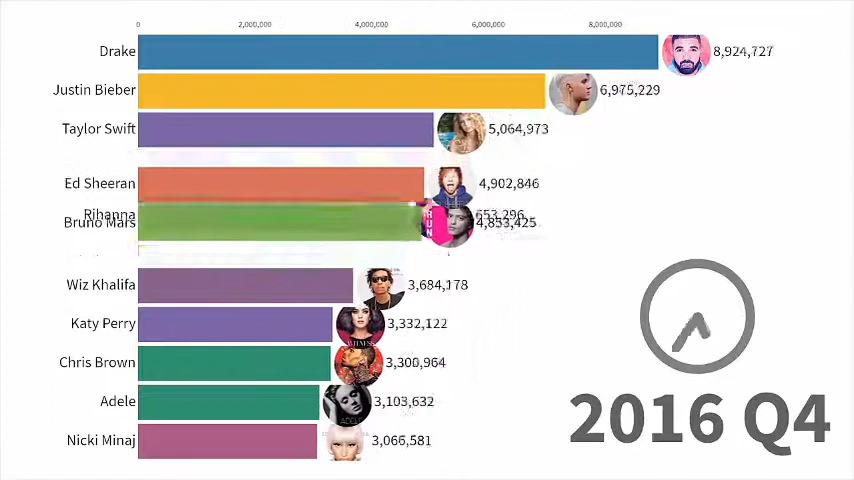 0 2,000,000 4,000,000 6,000,000 8,000,000
Drake 8,924,727
Justin Bieber 6,975,229
Taylor Swift 5,064,973
Ed Sheeran 4,902,846
Rihanna 653,296
Bruno Mars 4,853,425
Wiz Khalifa 3,684,178
Katy Perry 3,332,122
Chris Brown 3,300,964
Adele 3,103,632
Nicki Minaj 3,066,581
2016 Q4